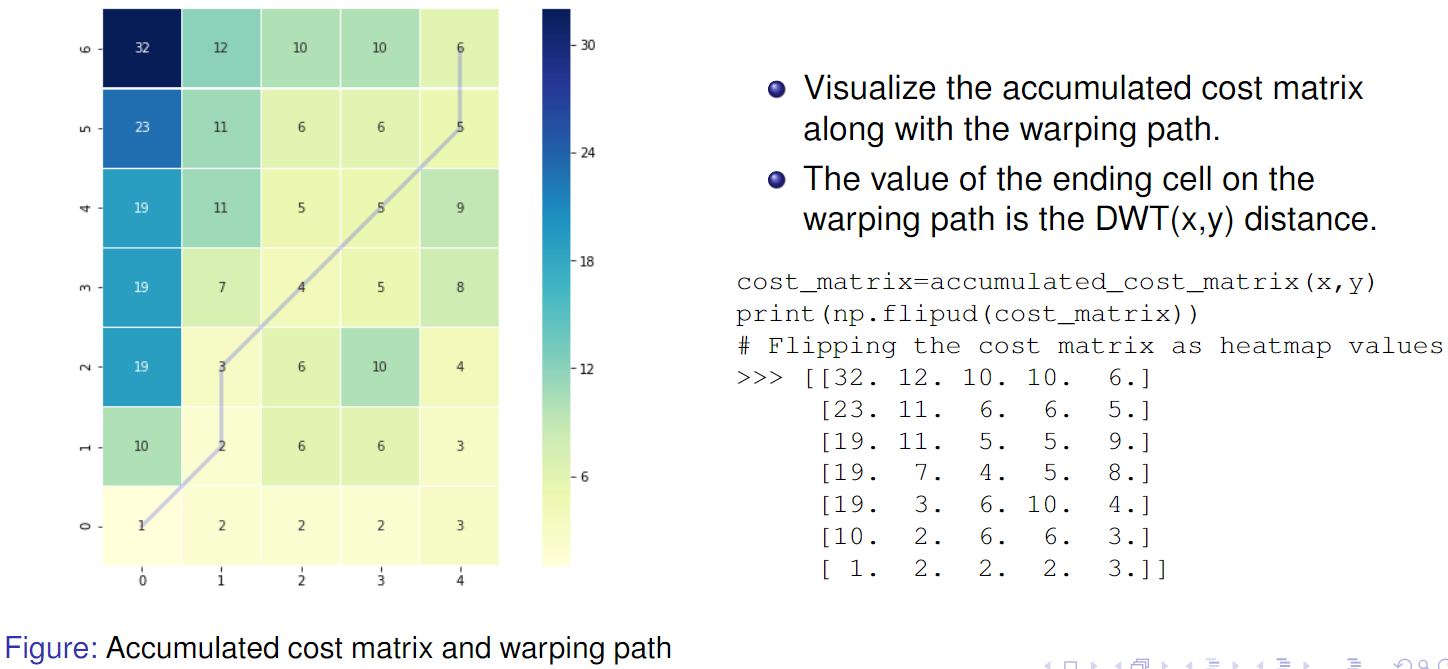 6 32 12 10 10 6
5 23 11 6 6 5
4 19 11 5 5 9
3 19 7 4 5 8
2 19 3 6 10 4
1 10 2 6 6 3
0 1 2 2 2 3
0 1 2 3 4
30
24
18
12
6
Figure: Accumulated cost matrix and warping path
Visualize the accumulated cost matrix
along with the warping path.
The value of the ending cell on the
warping path is the DWT(x,y) distance.
cost_matrix=accumulated_cost_matrix(x,y)
print(np.flipud(cost_matrix))
# Flipping the cost matrix as heatmap values
>>> [[32. 12. 10. 10. 6.]
[23. 11. 6. 6. 5.]
[19. 11. 5. 5. 9.]
[19. 7. 4. 5. 8.]
[19. 3. 6. 10. 4.]
[10. 2. 6. 6. 3.]
[ 1. 2. 2. 2. 3.]]